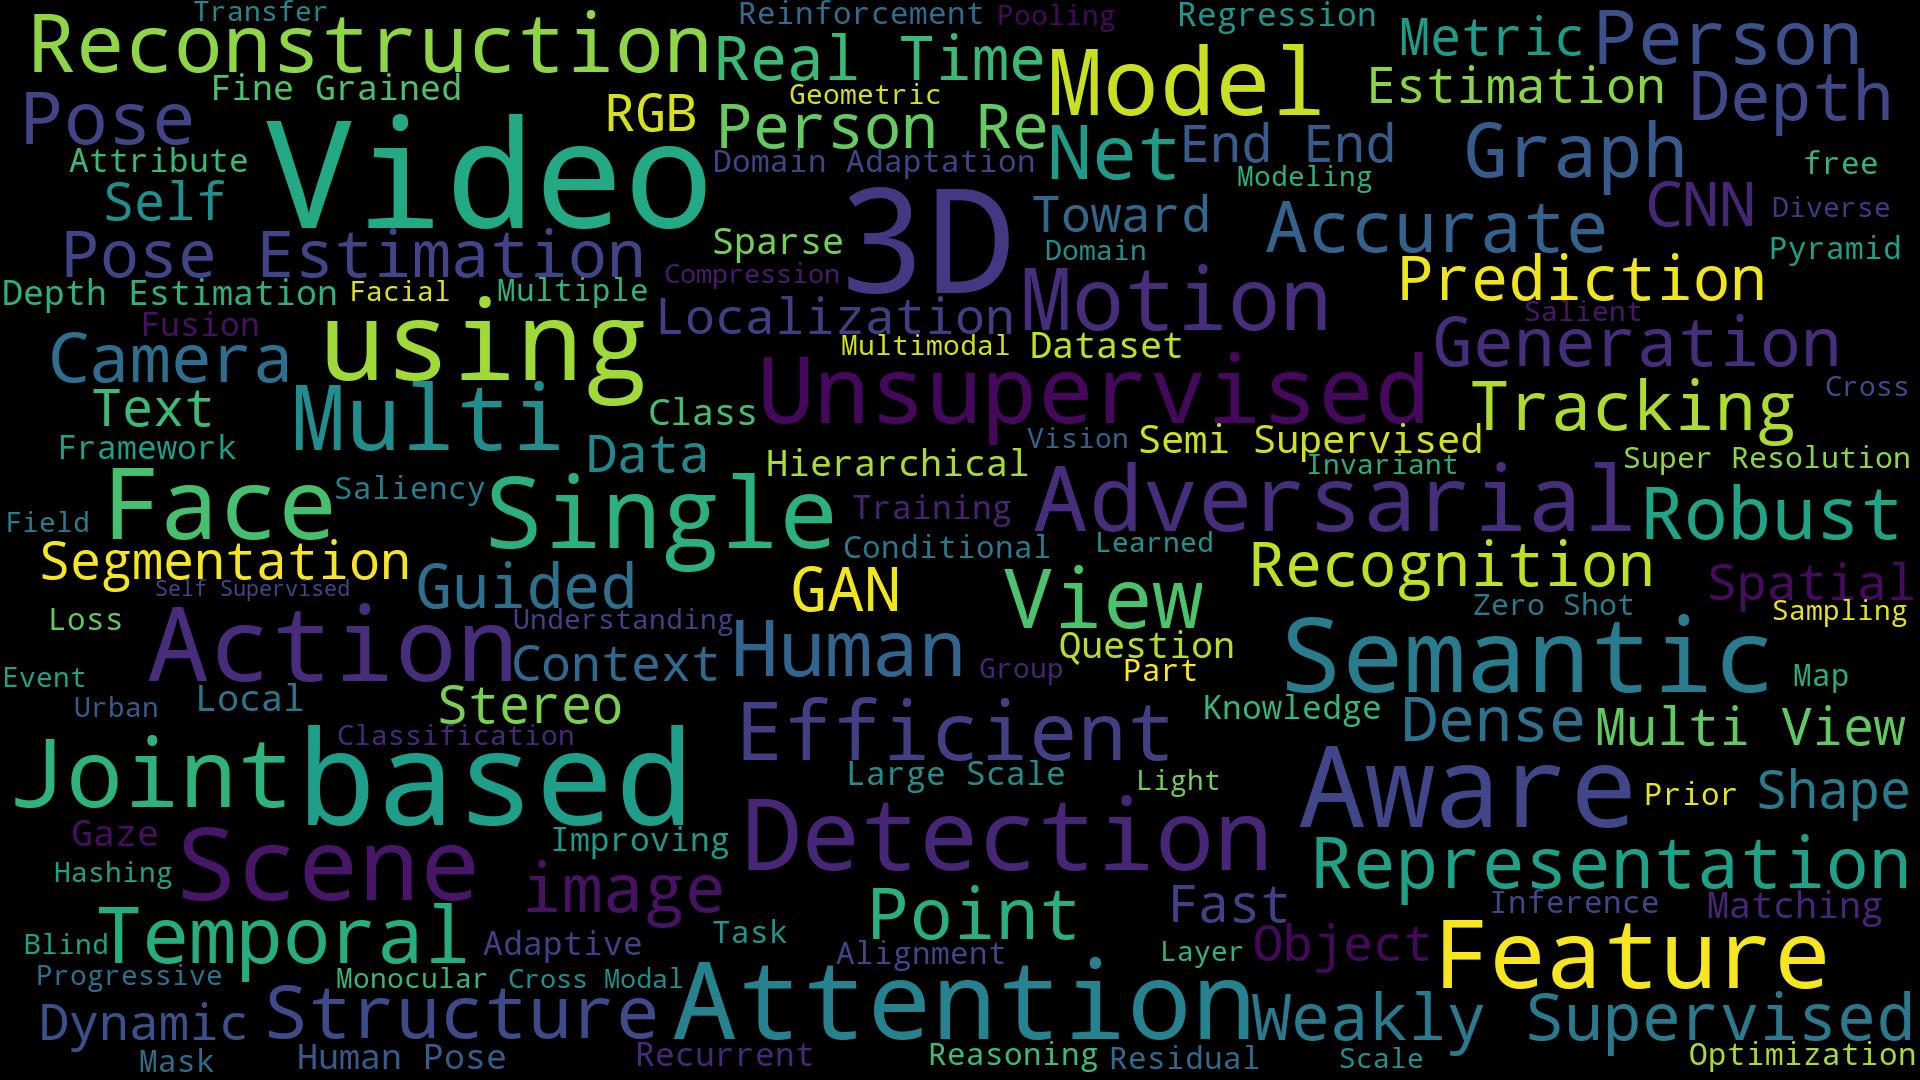 Transfer
Reinforcement
Pooling
Regression
Reconstruction
Real Time
Model
Metric
Person
Fine Grained
Geometric
Estimation
Depth
Pose
RGB
Person Re
Net
End End
Graph
Attribute
Video
Domain Adaptation
Modeling
free
Self
3D
Toward
Accurate
CNN
Diverse
Pose Estimation
Sparse
Domain
Pyramid
Compression
Motion
Prediction
Depth Estimation
Facial
Multiple
Localization
Salient
Fusion
using
Generation
Camera
Multimodal
Dataset
Unsupervised
Tracking
Cross
Text
Multi
Class
Framework
Data
Vision
Semi Supervised
Hierarchical
Invariant
Super Resolution
Face
Saliency
Single
Training
Adversarial
Robust
Field
Conditional
Learned
Segmentation
Recognition
Self Supervised
Guided
GAN
View
Spatial
Loss
Understanding
Zero Shot
Sampling
Action
Context
Human
Question
Semantic
Event
Group
Part
Map
Urban
Local
Stereo
Knowledge
Dense
Multi View
Classification
Efficient
Joint
based
Large Scale
Light
Aware
Prior
Shape
Gaze
Scene
Improving
Detection
Hashing
image
Representation
Point
Fast
Inference
Matching
Temporal
Blind
Adaptive
Task
Alignment
Layer
Object
Feature
Progressive
Monocular
Cross Modal
Dynamic
Structure
Attention
Weakly Supervised
Mask
Human Pose
Recurrent
Reasoning
Residual
Scale
Optimization